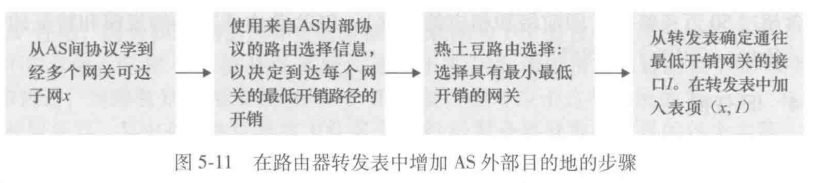 从AS间协议学到
经多个网关可达
子网x
使用来自AS内部协
议的路由选择信息，
以决定到达每个网
关的最低开销路径的
开销
热土豆路由选择：
选择具有最小最低
开销的网关
从转发表确定通往
最低开销网关的接
口I。在转发表中加
入表项（x, I）
图 5-11 在路由器转发表中增加 AS 外部目的地的步骤